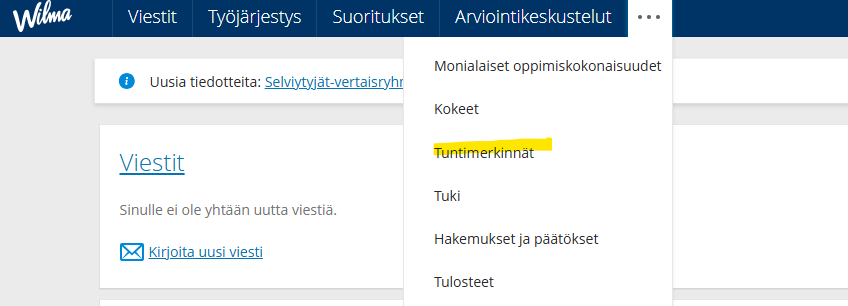 Wilma Viestit Työjärjestys Suoritukset Arviointikeskustelut ...
Monialaiset oppimiskokonaisuudet
Uusia tiedotteita: Selviytyjät-vertaisryhm
Kokeet
Tuntimerkinnät
Viestit
Tuki
Sinulle ei ole yhtään uutta viestiä.
Hakemukset ja päätökset
Kirjoita uusi viesti
Tulosteet